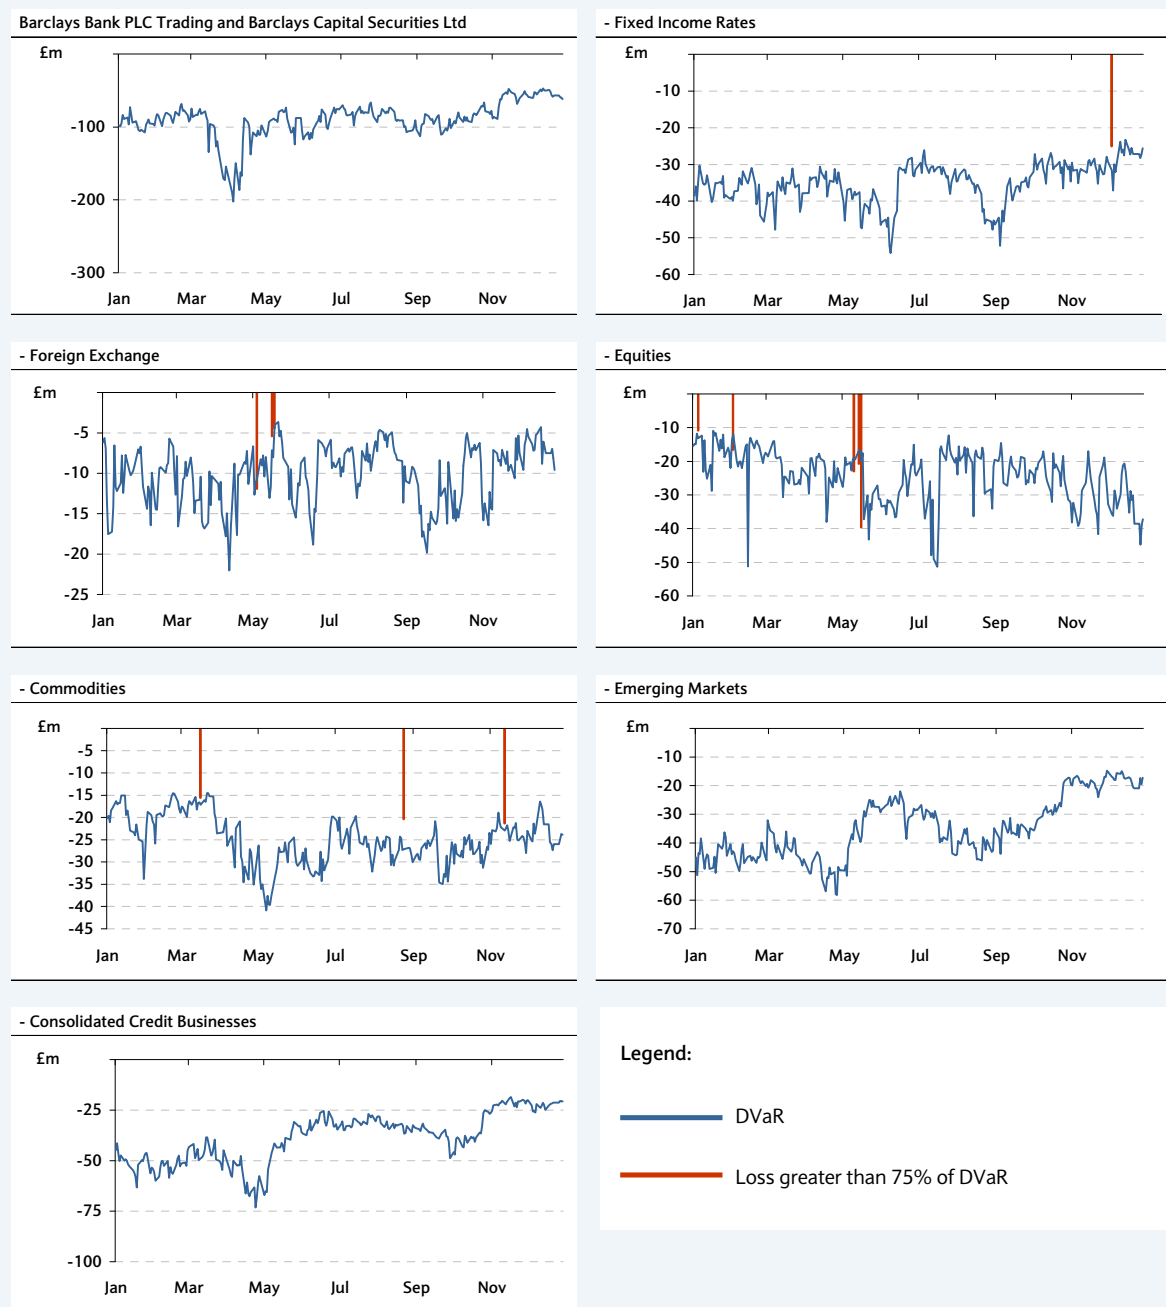 Barclays Bank PLC Trading and Barclays Capital Securities Ltd
£m
-100
-200
-300
Jan Mar May Jul Sep Nov
- Fixed Income Rates
£m
-10
-20
-30
-40
-50
-60
Jan Mar May Jul Sep Nov
- Foreign Exchange
£m
-5
-10
-15
-20
-25
Jan Mar May Jul Sep Nov
- Equities
£m
-10
-20
-30
-40
-50
-60
Jan Mar May Jul Sep Nov
- Commodities
£m
-5
-10
-15
-20
-25
-30
-35
-40
-45
Jan Mar May Jul Sep Nov
- Emerging Markets
£m
-10
-20
-30
-40
-50
-60
-70
Jan Mar May Jul Sep Nov
- Consolidated Credit Businesses
£m
-25
-50
-75
-100
Jan Mar May Jul Sep Nov
Legend:
DVaR
Loss greater than 75% of DVaR